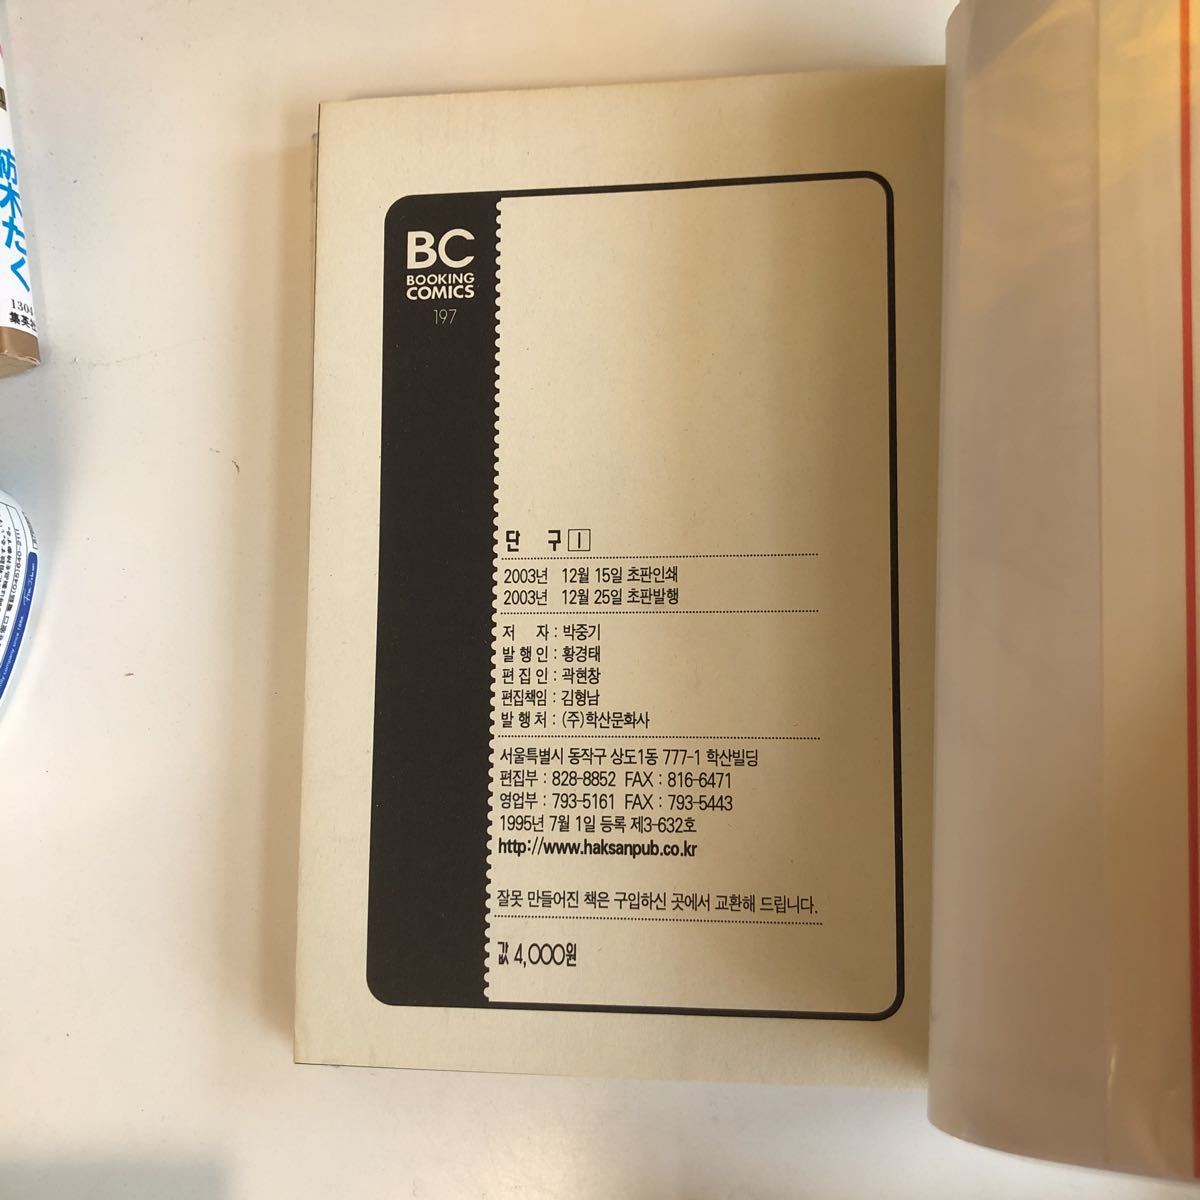 BC
BOOKING
COMICS
197
단 구 1
2003년 12월 15일 초판인쇄
2003년 12월 25일 초판발행
저 자 : 박중기
발 행 인 : 황경태
편 집 인 : 곽현창
편집책임 : 김형남
발 행 처 : (주)학산문화사
서울특별시 동작구 상도1동 777-1 학산빌딩
편집부 : 828-8852 FAX : 816-6471
영업부 : 793-5161 FAX : 793-5443
1995년 7월 1일 등록 제3-632호
http://www.haksanpub.co.kr
잘못 만들어진 책은 구입하신 곳에서 교환해 드립니다.
값 4,000원
木たく
1304
集英社